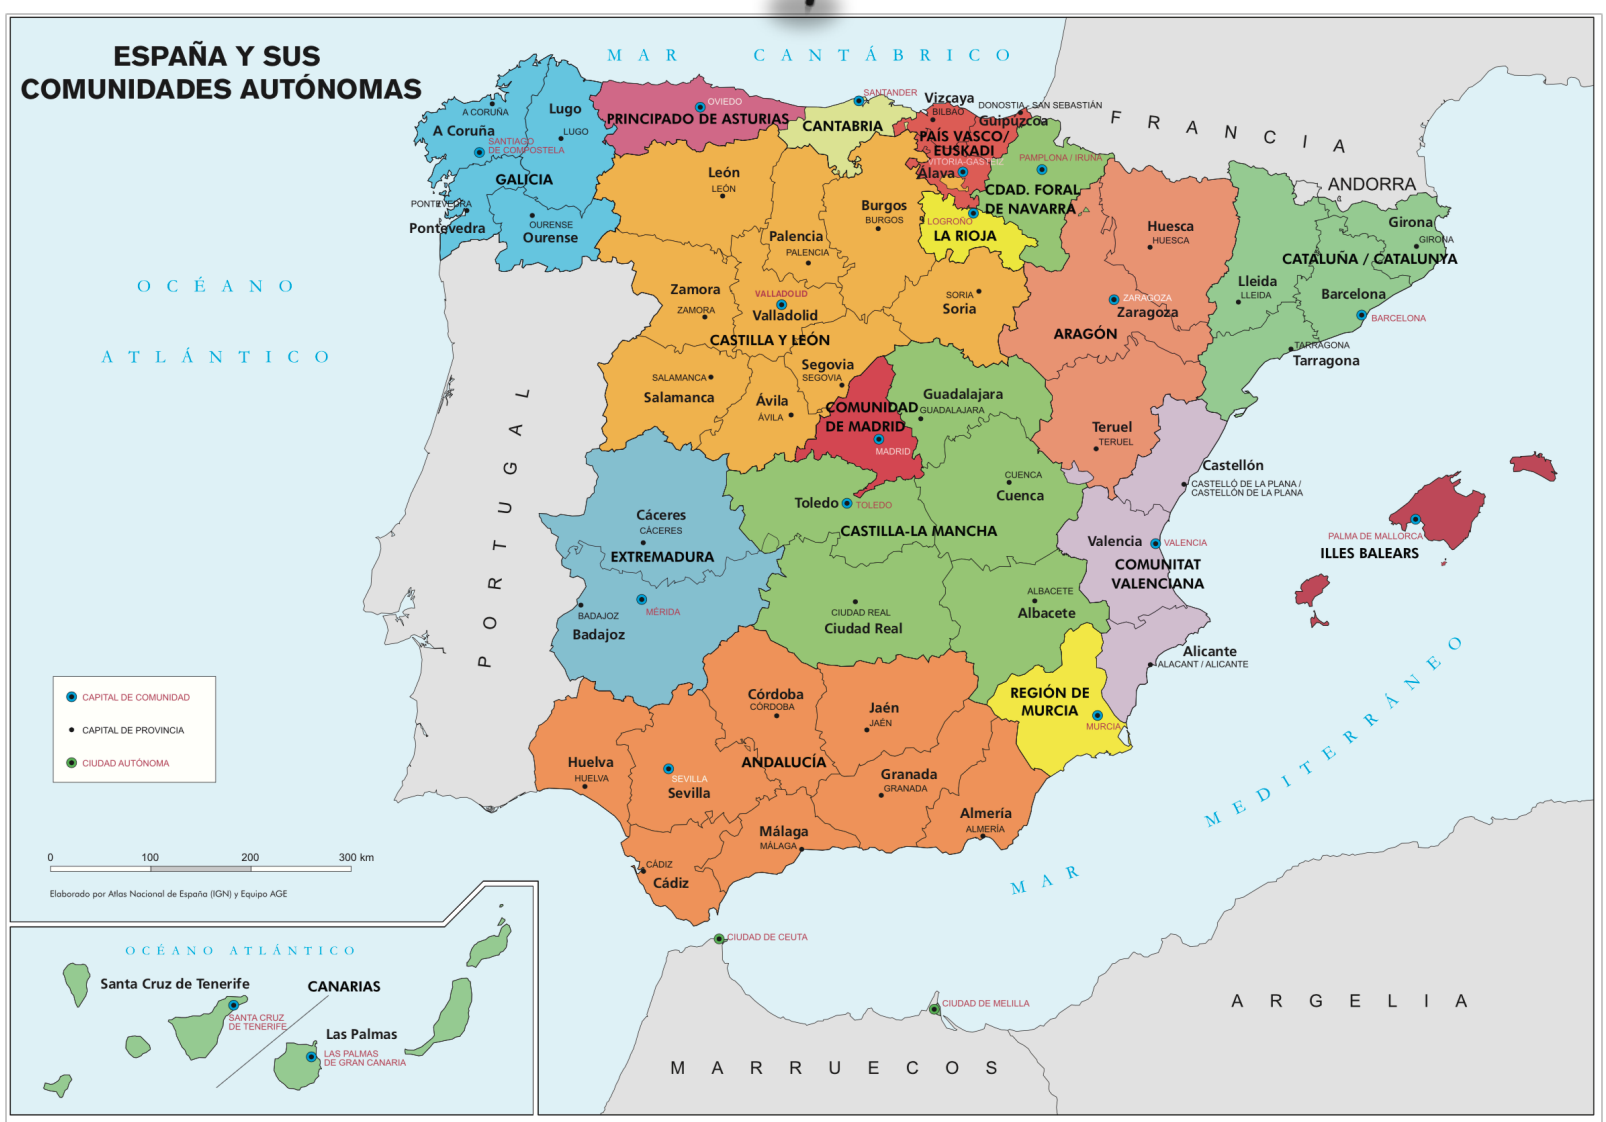 ESPAÑA Y SUS
COMUNIDADES AUTÓNOMAS
MAR CANTÁBRICO
FRANCIA
ANDORRA
OCÉANO
ATLÁNTICO
PORTUGAL
A CORUÑA
A Coruña
SANTIAGO
DE COMPOSTELA
Lugo
LUGO
GALICIA
PONTEVEDRA
Pontevedra
OURENSE
Ourense
OVIEDO
PRINCIPADO DE ASTURIAS
SANTANDER
CANTABRIA
Vizcaya
BILBAO
DONOSTIA - SAN SEBASTIÁN
Guipúzcoa
PAÍS VASCO/
EUSKADI
VITORIA-GASTEIZ
Álava
PAMPLONA / IRUÑA
CDAD. FORAL
DE NAVARRA
LOGROÑO
LA RIOJA
León
LEÓN
Burgos
BURGOS
Palencia
PALENCIA
Zamora
ZAMORA
VALLADOLID
Valladolid
SORIA
Soria
CASTILLA Y LEÓN
Segovia
SEGOVIA
SALAMANCA
Salamanca
Ávila
ÁVILA
Huesca
HUESCA
ZARAGOZA
Zaragoza
ARAGÓN
Teruel
TERUEL
Girona
GIRONA
CATALUÑA / CATALUNYA
Lleida
LLEIDA
Barcelona
BARCELONA
TARRAGONA
Tarragona
COMUNIDAD
DE MADRID
MADRID
Guadalajara
GUADALAJARA
CUENCA
Cuenca
Toledo
TOLEDO
CASTILLA-LA MANCHA
CIUDAD REAL
Ciudad Real
ALBACETE
Albacete
Cáceres
CÁCERES
EXTREMADURA
MÉRIDA
BADAJOZ
Badajoz
Castellón
CASTELLÓ DE LA PLANA /
CASTELLÓN DE LA PLANA
Valencia
VALENCIA
COMUNITAT
VALENCIANA
Alicante
ALACANT / ALICANTE
PALMA DE MALLORCA
ILLES BALEARS
REGIÓN DE
MURCIA
MURCIA
Córdoba
CÓRDOBA
Jaén
JAÉN
Huelva
HUELVA
ANDALUCÍA
SEVILLA
Sevilla
Granada
GRANADA
Almería
ALMERÍA
Málaga
MÁLAGA
CÁDIZ
Cádiz
MAR MEDITERRÁNEO
CIUDAD DE CEUTA
CIUDAD DE MELILLA
MARRUECOS
ARGELIA
CAPITAL DE COMUNIDAD
CAPITAL DE PROVINCIA
CIUDAD AUTÓNOMA
0 100 200 300 km
Elaborado por Atlas Nacional de España (IGN) y Equipo AGE
OCÉANO ATLÁNTICO
Santa Cruz de Tenerife
CANARIAS
SANTA CRUZ
DE TENERIFE
Las Palmas
LAS PALMAS
DE GRAN CANARIA